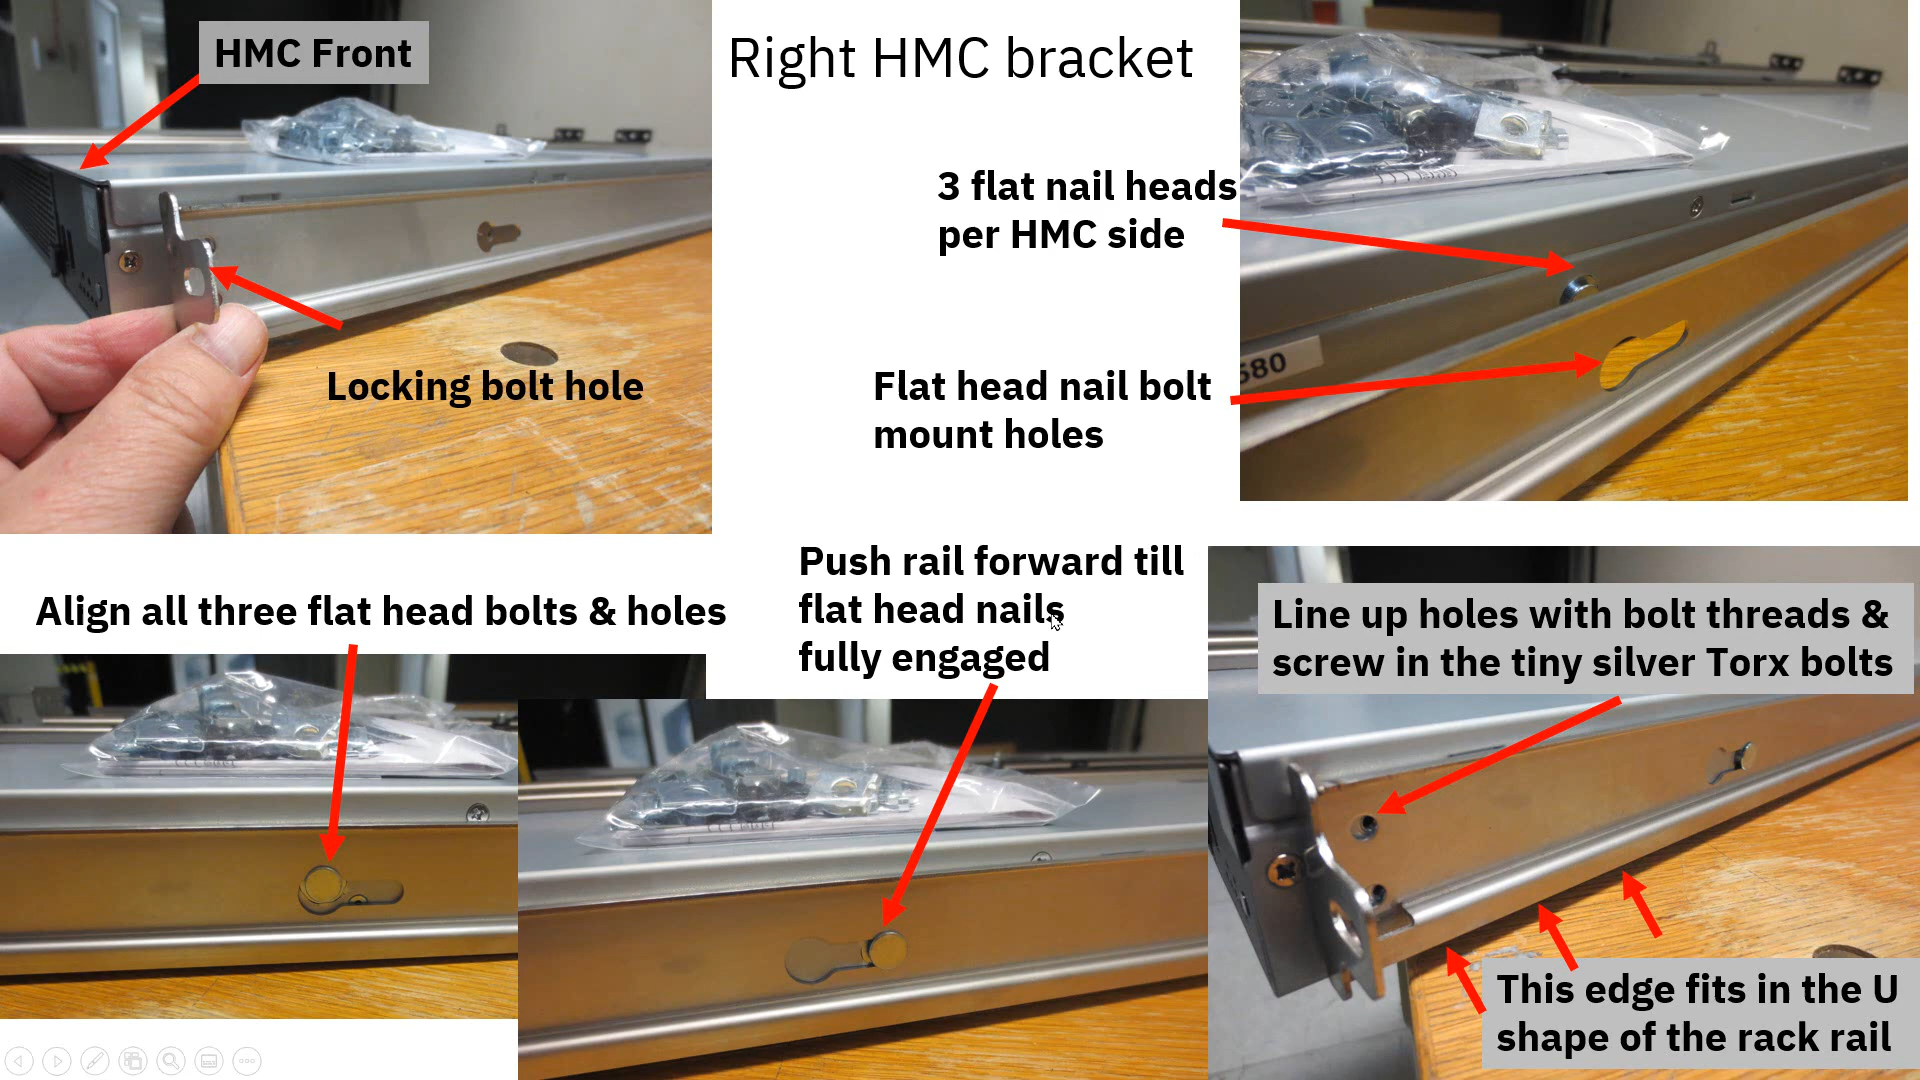 HMC Front
Right HMC bracket
3 flat nail heads
per HMC side
Locking bolt hole
Flat head nail bolt
mount holes
680
Align all three flat head bolts & holes
Push rail forward till
flat head nails
fully engaged
Line up holes with bolt threads &
screw in the tiny silver Torx bolts
This edge fits in the U
shape of the rack rail